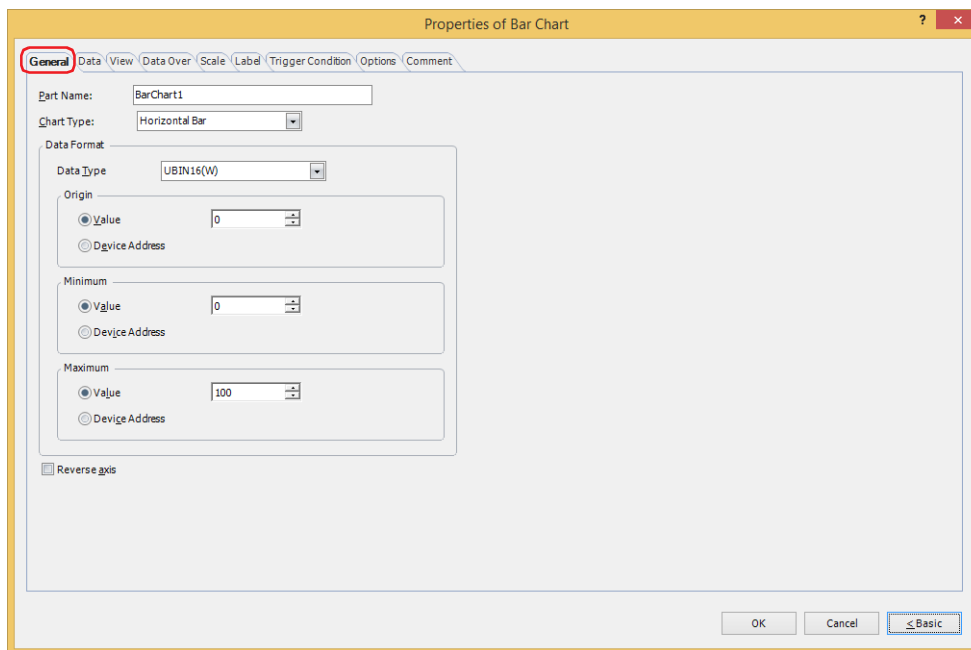 Properties of Bar Chart ?
General Data View Data Over Scale Label Trigger Condition Options Comment
Part Name: BarChart1
Chart Type: Horizontal Bar
Data Format
Data Type UBIN16(W)
Origin
Value 0
Device Address
Minimum
Value 0
Device Address
Maximum
Value 100
Device Address
Reverse axis
OK Cancel < Basic